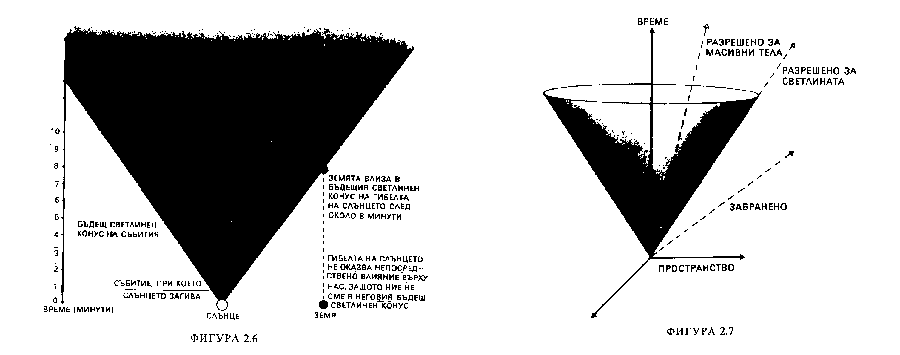 10
9
8
7
6
5
4
3
2
1
0
ВРЕМЕ (МИНУТИ)
БЪДЕЩ СВЕТЛИНЕН
КОНУС НА СЪБИТИЯ
СЪБИТИЕ, ПРИ КОЕТО
СЛЪНЦЕТО ЗАГИВА
СЛЪНЦЕ
ЗЕМЯТА ВЛИЗА В
БЪДЕЩИЯ СВЕТЛИНЕН
КОНУС НА ГИБЕЛТА
НА СЛЪНЦЕТО СЛЕД
ОКОЛО 8 МИНУТИ
ГИБЕЛТА НА СЛЪНЦЕТО
НЕ ОКАЗВА НЕПОСРЕД-
СТВЕНО ВЛИЯНИЕ ВЪРХУ
НАС, ЗАЩОТО НИЕ НЕ
СМЕ В НЕГОВИЯ БЪДЕЩ
СВЕТЛИНЕН КОНУС
ЗЕМЯ
ФИГУРА 2.6
ВРЕМЕ
РАЗРЕШЕНО ЗА
МАСИВНИ ТЕЛА
РАЗРЕШЕНО ЗА
СВЕТЛИНАТА
ЗАБРАНЕНО
ПРОСТРАНСТВО
ФИГУРА 2.7